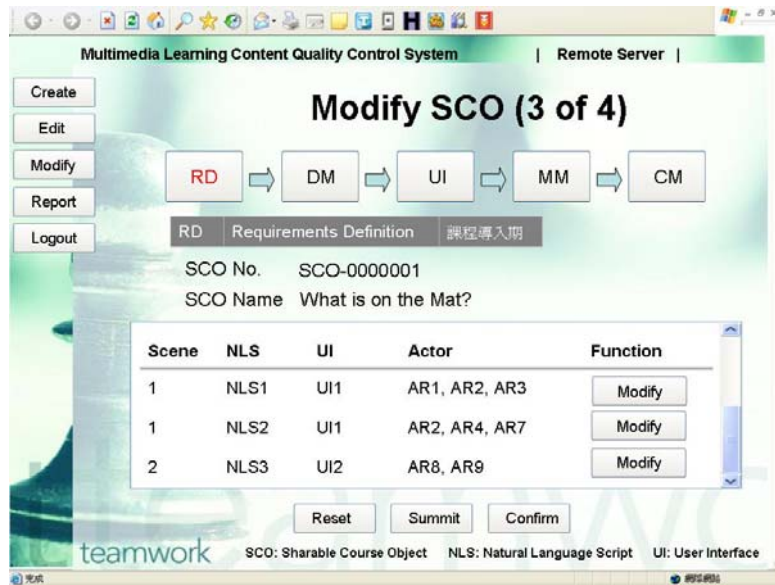 Multimedia Learning Content Quality Control System | Remote Server |
Create
Edit
Modify
Report
Logout
Modify SCO (3 of 4)
RD DM UI MM CM
RD Requirements Definition 課程導入期
SCO No. SCO-0000001
SCO Name What is on the Mat?
Scene NLS UI Actor Function
1 NLS1 UI1 AR1, AR2, AR3 Modify
1 NLS2 UI1 AR2, AR4, AR7 Modify
2 NLS3 UI2 AR8, AR9 Modify
Reset Summit Confirm
teamwork
SCO: Sharable Course Object NLS: Natural Language Script UI: User Interface
完成